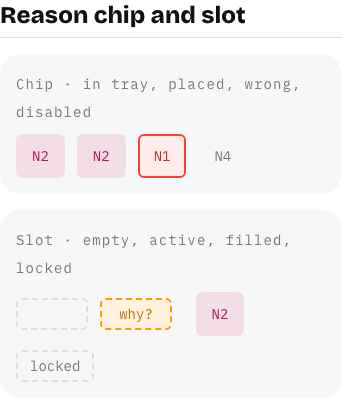 Reason chip and slot
Chip · in tray, placed, wrong,
disabled
N2 N2 N1 N4
Slot · empty, active, filled,
locked
why? N2
locked